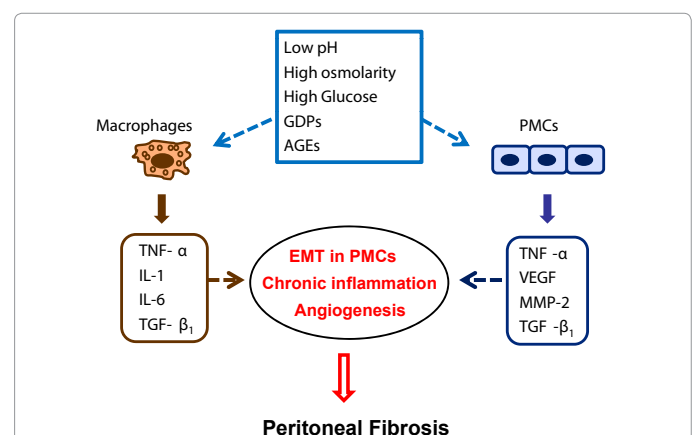 Low pH
High osmolarity
High Glucose
GDPs
AGEs
Macrophages
PMCs
TNF- α
IL-1
IL-6
TGF- β₁
EMT in PMCs
Chronic inflammation
Angiogenesis
TNF -α
VEGF
MMP-2
TGF -β₁
Peritoneal Fibrosis